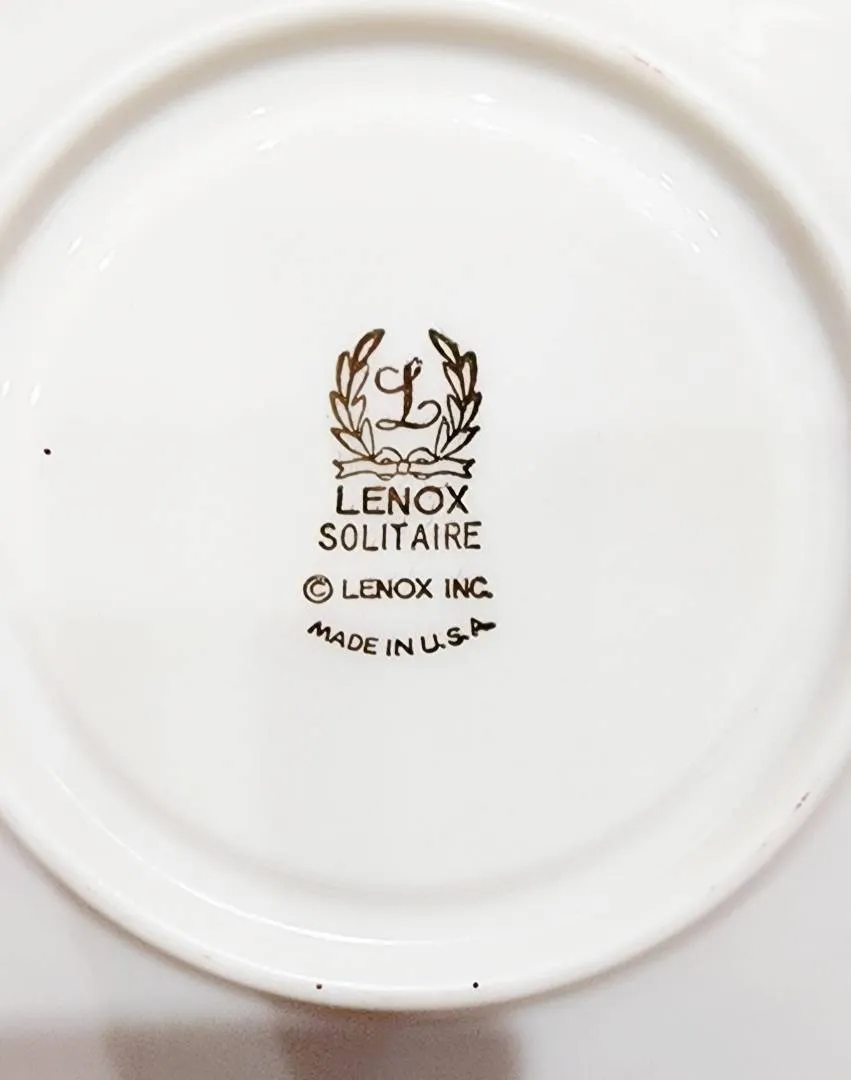 L
LENOX
SOLITAIRE
© LENOX INC.
MADE IN U.S.A